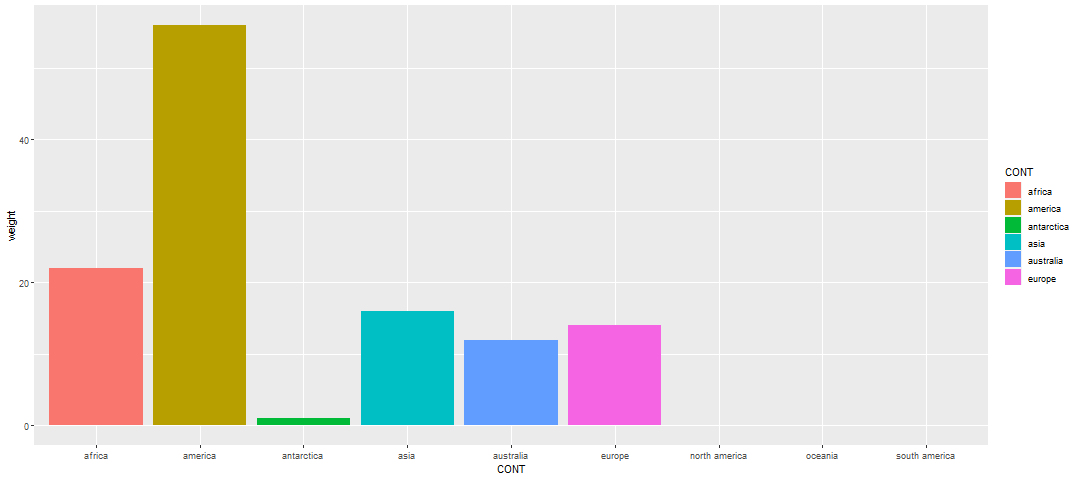 weight
40
20
0
africa america antarctica asia australia europe north america oceania south america
CONT
CONT
africa
america
antarctica
asia
australia
europe